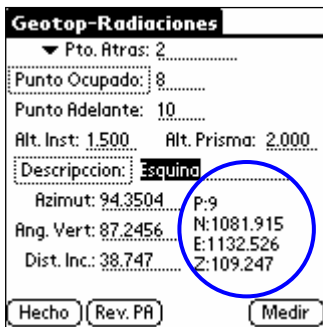 Geotop-Radiaciones
Pto. Atras: 2
Punto Ocupado: 8
Punto Adelante: 10
Alt. Inst: 1.500 Alt. Prisma: 2.000
Descripccion: Esquina
Azimut: 94.3504
P:9
Ang. Vert: 87.2456
N:1081.915
E:1132.526
Dist. Inc.: 38.747
Z:109.247
Hecho Rev. PA Medir